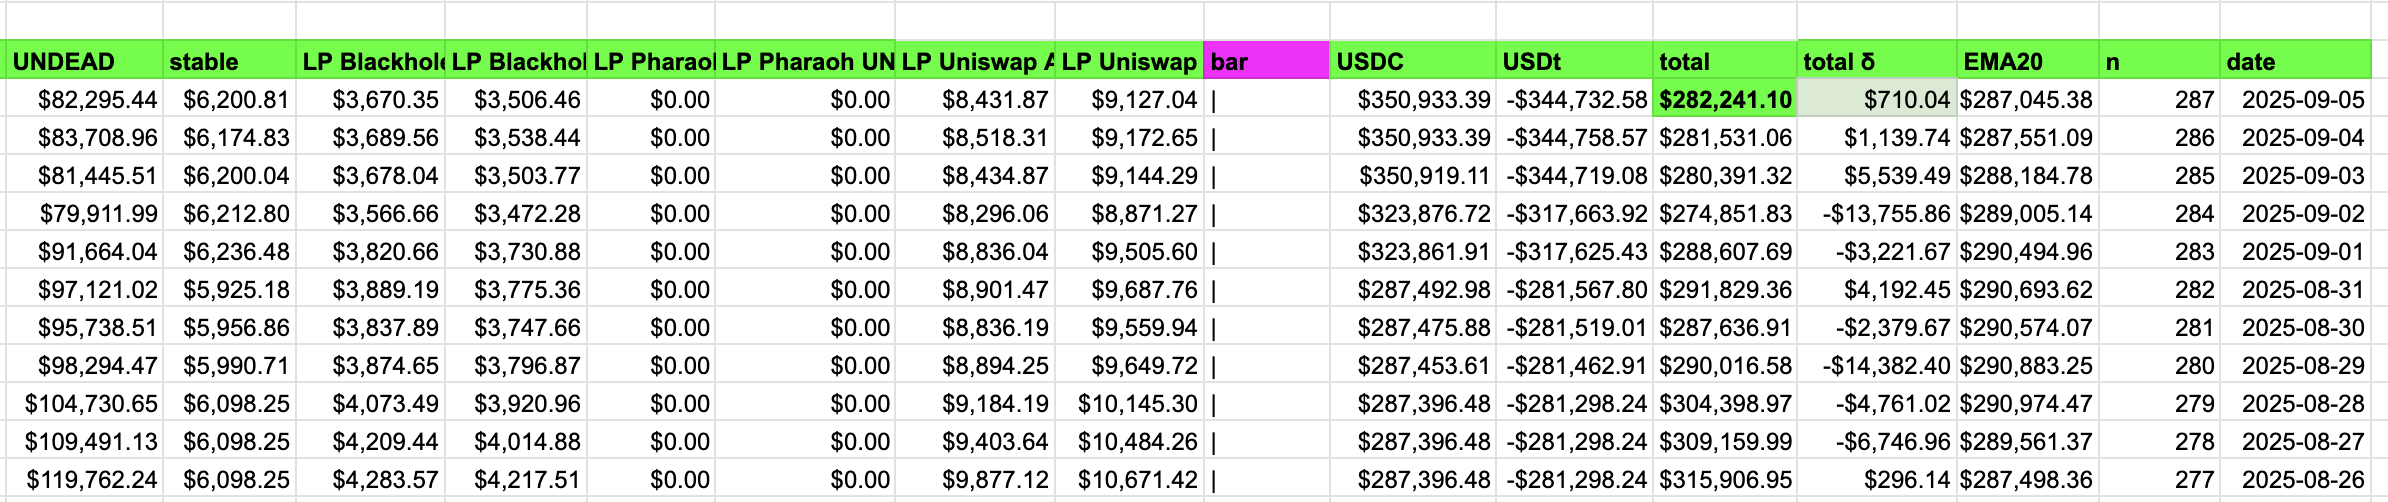 UNDEAD stable LP Blackhole LP Blackhol LP Pharaol LP Pharaoh UN LP Uniswap A LP Uniswap bar USDC USDt total total δ EMA20 n date
$82,295.44 $6,200.81 $3,670.35 $3,506.46 $0.00 $0.00 $8,431.87 $9,127.04 | $350,933.39 -$344,732.58 $282,241.10 $710.04 $287,045.38 287 2025-09-05
$83,708.96 $6,174.83 $3,689.56 $3,538.44 $0.00 $0.00 $8,518.31 $9,172.65 | $350,933.39 -$344,758.57 $281,531.06 $1,139.74 $287,551.09 286 2025-09-04
$81,445.51 $6,200.04 $3,678.04 $3,503.77 $0.00 $0.00 $8,434.87 $9,144.29 | $350,919.11 -$344,719.08 $280,391.32 $5,539.49 $288,184.78 285 2025-09-03
$79,911.99 $6,212.80 $3,566.66 $3,472.28 $0.00 $0.00 $8,296.06 $8,871.27 | $323,876.72 -$317,663.92 $274,851.83 -$13,755.86 $289,005.14 284 2025-09-02
$91,664.04 $6,236.48 $3,820.66 $3,730.88 $0.00 $0.00 $8,836.04 $9,505.60 | $323,861.91 -$317,625.43 $288,607.69 -$3,221.67 $290,494.96 283 2025-09-01
$97,121.02 $5,925.18 $3,889.19 $3,775.36 $0.00 $0.00 $8,901.47 $9,687.76 | $287,492.98 -$281,567.80 $291,829.36 $4,192.45 $290,693.62 282 2025-08-31
$95,738.51 $5,956.86 $3,837.89 $3,747.66 $0.00 $0.00 $8,836.19 $9,559.94 | $287,475.88 -$281,519.01 $287,636.91 -$2,379.67 $290,574.07 281 2025-08-30
$98,294.47 $5,990.71 $3,874.65 $3,796.87 $0.00 $0.00 $8,894.25 $9,649.72 | $287,453.61 -$281,462.91 $290,016.58 -$14,382.40 $290,883.25 280 2025-08-29
$104,730.65 $6,098.25 $4,073.49 $3,920.96 $0.00 $0.00 $9,184.19 $10,145.30 | $287,396.48 -$281,298.24 $304,398.97 -$4,761.02 $290,974.47 279 2025-08-28
$109,491.13 $6,098.25 $4,209.44 $4,014.88 $0.00 $0.00 $9,403.64 $10,484.26 | $287,396.48 -$281,298.24 $309,159.99 -$6,746.96 $289,561.37 278 2025-08-27
$119,762.24 $6,098.25 $4,283.57 $4,217.51 $0.00 $0.00 $9,877.12 $10,671.42 | $287,396.48 -$281,298.24 $315,906.95 $296.14 $287,498.36 277 2025-08-26